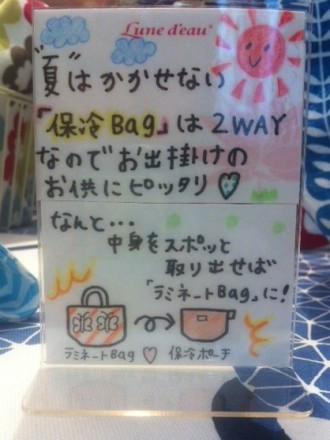 Lune d'eau
"夏"はかかせない
『保冷Bag』は2WAY
なのでお出掛けの
お供にピッタリ♡
なんと…
中身をスポッと
取り出せば
「ラミネートBag」に!
ラミネートBag ♡ 保冷ポーチ